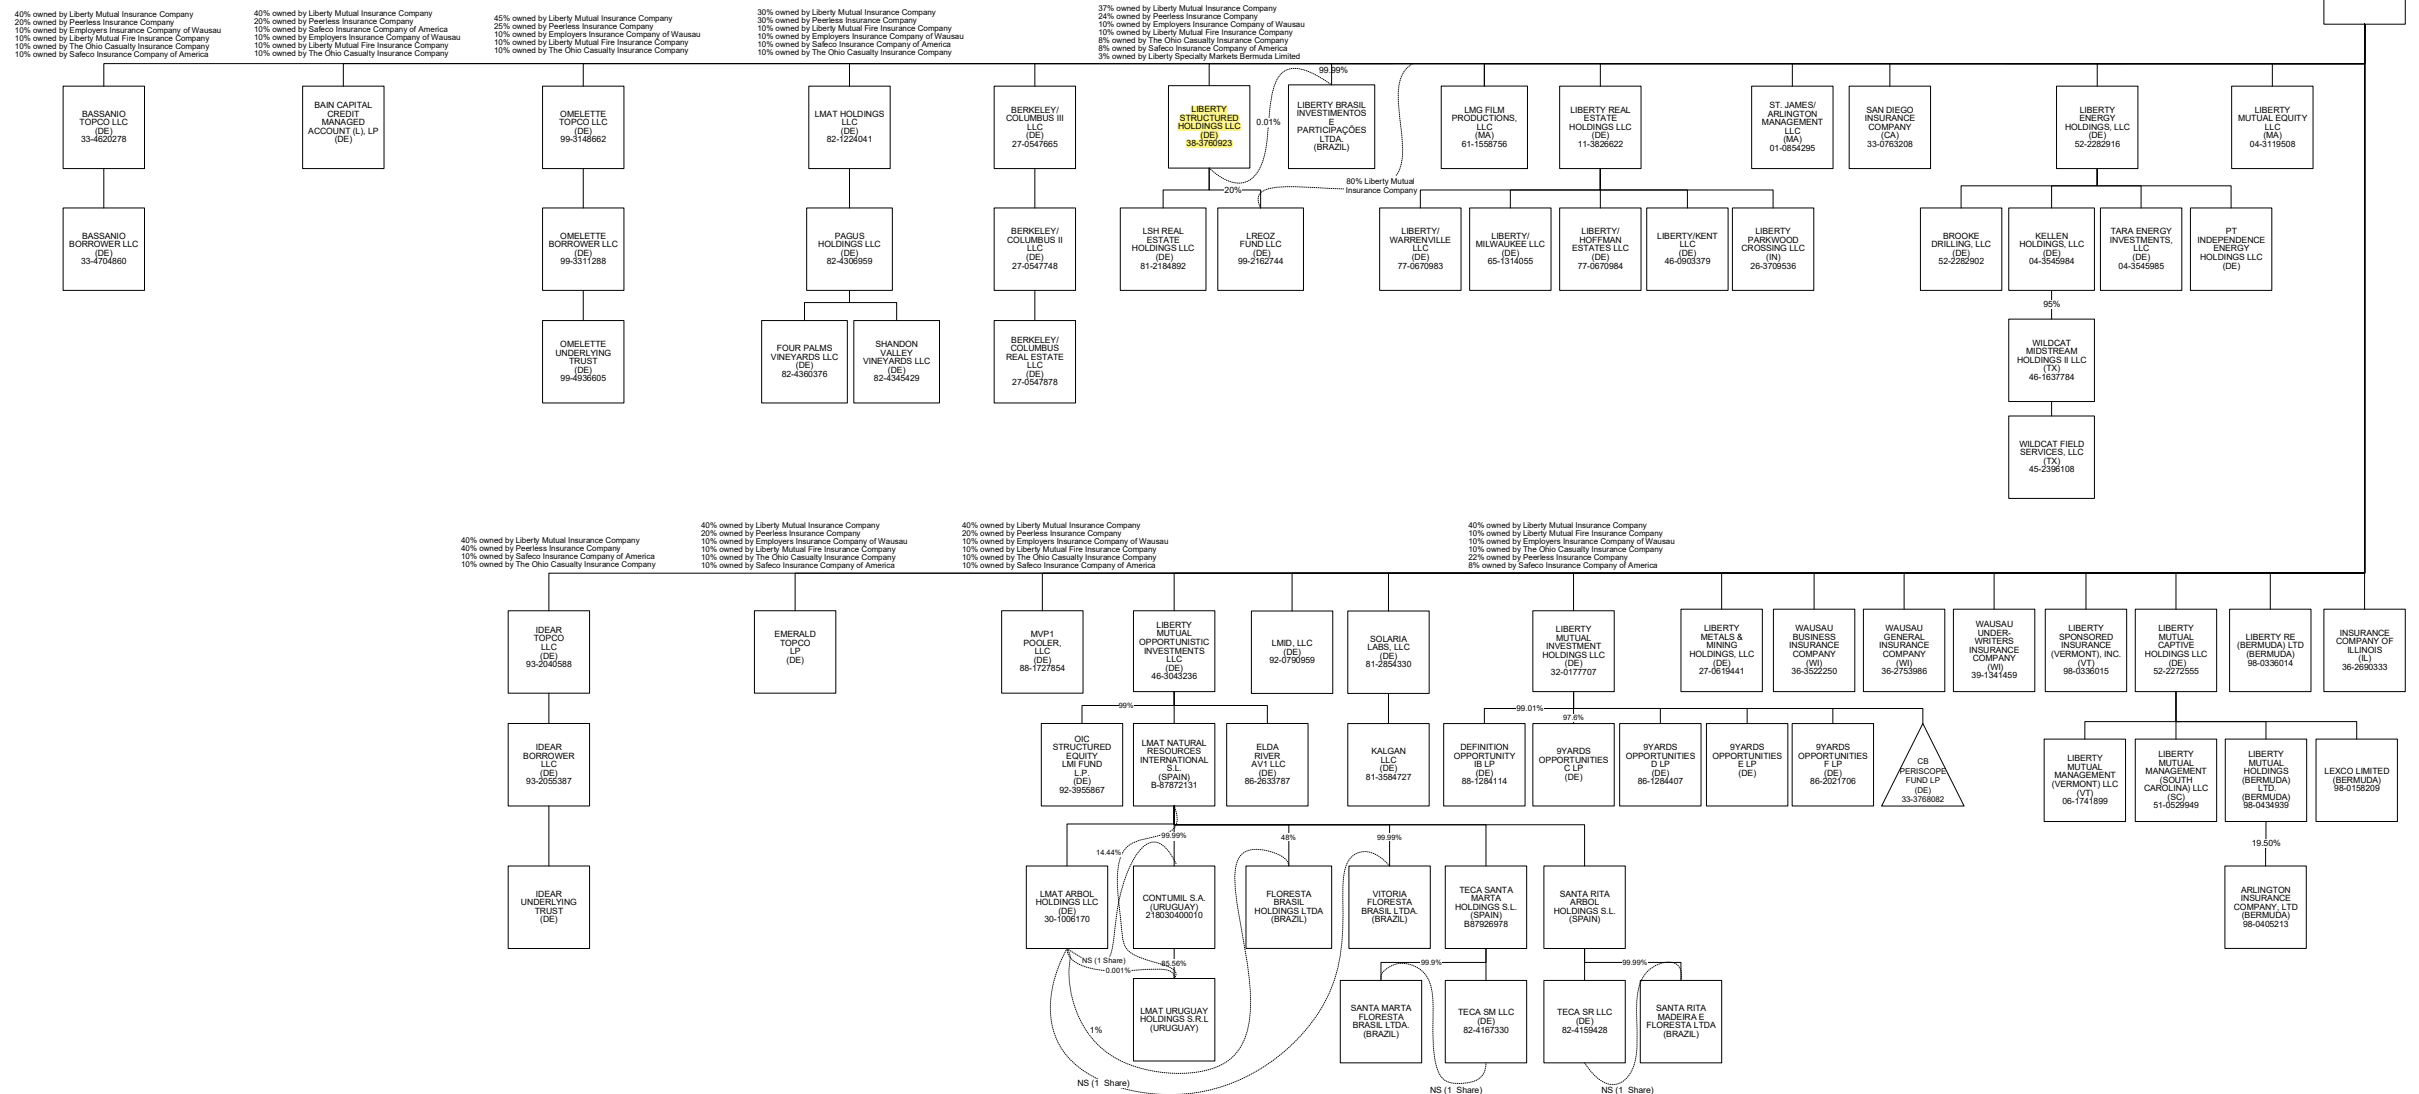 40% owned by Liberty Mutual Insurance Company
20% owned by Peerless Insurance Company
10% owned by Employers Insurance Company of Wausau
10% owned by Liberty Mutual Fire Insurance Company
10% owned by The Ohio Casualty Insurance Company
10% owned by Safeco Insurance Company of America
40% owned by Liberty Mutual Insurance Company
20% owned by Peerless Insurance Company
10% owned by Safeco Insurance Company of America
10% owned by Employers Insurance Company of Wausau
10% owned by Liberty Mutual Fire Insurance Company
10% owned by The Ohio Casualty Insurance Company
45% owned by Liberty Mutual Insurance Company
25% owned by Peerless Insurance Company
10% owned by Employers Insurance Company of Wausau
10% owned by Liberty Mutual Fire Insurance Company
10% owned by The Ohio Casualty Insurance Company
30% owned by Liberty Mutual Insurance Company
30% owned by Peerless Insurance Company
10% owned by Liberty Mutual Fire Insurance Company
10% owned by Employers Insurance Company of Wausau
10% owned by Safeco Insurance Company of America
10% owned by The Ohio Casualty Insurance Company
37% owned by Liberty Mutual Insurance Company
24% owned by Peerless Insurance Company
10% owned by Employers Insurance Company of Wausau
10% owned by Liberty Mutual Fire Insurance Company
8% owned by The Ohio Casualty Insurance Company
8% owned by Safeco Insurance Company of America
3% owned by Liberty Specialty Markets Bermuda Limited
BASSANIO
TOPCO LLC
(DE)
33-4620278
BAIN CAPITAL
CREDIT
MANAGED
ACCOUNT (L), LP
(DE)
OMELETTE
TOPCO LLC
(DE)
99-3148662
LMAT HOLDINGS
LLC
(DE)
82-1224041
BERKELEY/
COLUMBUS III
LLC
(DE)
27-0547665
LIBERTY
STRUCTURED
HOLDINGS LLC
(DE)
38-3760923
0.01%
99.99%
LIBERTY BRASIL
INVESTIMENTOS
E
PARTICIPAÇÕES
LTDA.
(BRAZIL)
LMG FILM
PRODUCTIONS,
LLC
(MA)
61-1558756
LIBERTY REAL
ESTATE
HOLDINGS LLC
(DE)
11-3826622
ST. JAMES/
ARLINGTON
MANAGEMENT
LLC
(MA)
01-0854295
SAN DIEGO
INSURANCE
COMPANY
(CA)
33-0763208
LIBERTY
ENERGY
HOLDINGS, LLC
(DE)
52-2282916
LIBERTY
MUTUAL EQUITY
LLC
(MA)
04-3119508
20%
80% Liberty Mutual
Insurance Company
BASSANIO
BORROWER LLC
(DE)
33-4704860
OMELETTE
BORROWER LLC
(DE)
99-3311288
PAGUS
HOLDINGS LLC
(DE)
82-4306959
BERKELEY/
COLUMBUS II
LLC
(DE)
27-0547748
LSH REAL
ESTATE
HOLDINGS LLC
(DE)
81-2184892
LREOZ
FUND LLC
(DE)
99-2162744
LIBERTY/
WARRENVILLE
LLC
(DE)
77-0670983
LIBERTY/
MILWAUKEE LLC
(DE)
65-1314055
LIBERTY/
HOFFMAN
ESTATES LLC
(DE)
77-0670984
LIBERTY/KENT
LLC
(DE)
46-0903379
LIBERTY
PARKWOOD
CROSSING LLC
(IN)
26-3709536
BROOKE
DRILLING, LLC
(DE)
52-2282902
KELLEN
HOLDINGS, LLC
(DE)
04-3545984
TARA ENERGY
INVESTMENTS,
LLC
(DE)
04-3545985
PT
INDEPENDENCE
ENERGY
HOLDINGS LLC
(DE)
95%
OMELETTE
UNDERLYING
TRUST
(DE)
99-4936605
FOUR PALMS
VINEYARDS LLC
(DE)
82-4360376
SHANDON
VALLEY
VINEYARDS LLC
(DE)
82-4345429
BERKELEY/
COLUMBUS
REAL ESTATE
LLC
(DE)
27-0547878
WILDCAT
MIDSTREAM
HOLDINGS II LLC
(TX)
46-1637784
WILDCAT FIELD
SERVICES, LLC
(TX)
45-2396108
40% owned by Liberty Mutual Insurance Company
40% owned by Peerless Insurance Company
10% owned by Safeco Insurance Company of America
10% owned by The Ohio Casualty Insurance Company
40% owned by Liberty Mutual Insurance Company
20% owned by Peerless Insurance Company
10% owned by Employers Insurance Company of Wausau
10% owned by Liberty Mutual Fire Insurance Company
10% owned by The Ohio Casualty Insurance Company
10% owned by Safeco Insurance Company of America
40% owned by Liberty Mutual Insurance Company
20% owned by Peerless Insurance Company
10% owned by Employers Insurance Company of Wausau
10% owned by Liberty Mutual Fire Insurance Company
10% owned by The Ohio Casualty Insurance Company
10% owned by Safeco Insurance Company of America
40% owned by Liberty Mutual Insurance Company
10% owned by Liberty Mutual Fire Insurance Company
10% owned by Employers Insurance Company of Wausau
10% owned by The Ohio Casualty Insurance Company
22% owned by Peerless Insurance Company
8% owned by Safeco Insurance Company of America
IDEAR
TOPCO
LLC
(DE)
93-2040588
EMERALD
TOPCO
LP
(DE)
MVP1
POOLER,
LLC
(DE)
88-1727854
LIBERTY
MUTUAL
OPPORTUNISTIC
INVESTMENTS
LLC
(DE)
46-3043236
LMID, LLC
(DE)
92-0790959
SOLARIA
LABS, LLC
(DE)
81-2854330
LIBERTY
MUTUAL
INVESTMENT
HOLDINGS LLC
(DE)
32-0177707
LIBERTY
METALS &
MINING
HOLDINGS, LLC
(DE)
27-0619441
WAUSAU
BUSINESS
INSURANCE
COMPANY
(WI)
36-3522250
WAUSAU
GENERAL
INSURANCE
COMPANY
(WI)
36-2753986
WAUSAU
UNDER-
WRITERS
INSURANCE
COMPANY
(WI)
39-1341459
LIBERTY
SPONSORED
INSURANCE
(VERMONT), INC.
(VT)
98-0336015
LIBERTY
MUTUAL
CAPTIVE
HOLDINGS LLC
(DE)
52-2272555
LIBERTY RE
(BERMUDA) LTD
(BERMUDA)
98-0336014
INSURANCE
COMPANY OF
ILLINOIS
(IL)
36-2690333
99%
99.01%
97.6%
IDEAR
BORROWER
LLC
(DE)
93-2055387
OIC
STRUCTURED
EQUITY
LMI FUND
L.P.
(DE)
92-3955867
LMAT NATURAL
RESOURCES
INTERNATIONAL
S.L.
(SPAIN)
B-87872131
ELDA
RIVER
AV1 LLC
(DE)
86-2633787
KALGAN
LLC
(DE)
81-3584727
DEFINITION
OPPORTUNITY
IB LP
(DE)
88-1284114
9YARDS
OPPORTUNITIES
C LP
(DE)
9YARDS
OPPORTUNITIES
D LP
(DE)
86-1284407
9YARDS
OPPORTUNITIES
E LP
(DE)
9YARDS
OPPORTUNITIES
F LP
(DE)
86-2021706
CB
PERISCOPE
FUND LP
(DE)
33-3768082
LIBERTY
MUTUAL
MANAGEMENT
(VERMONT) LLC
(VT)
06-1741899
LIBERTY
MUTUAL
MANAGEMENT
(SOUTH
CAROLINA) LLC
(SC)
51-0529949
LIBERTY
MUTUAL
HOLDINGS
(BERMUDA)
LTD.
(BERMUDA)
98-0434939
LEXCO LIMITED
(BERMUDA)
98-0158209
14.44%
99.99%
48%
99.99%
19.50%
IDEAR
UNDERLYING
TRUST
(DE)
LMAT ARBOL
HOLDINGS LLC
(DE)
30-1006170
CONTUMIL S.A.
(URUGUAY)
218030400010
FLORESTA
BRASIL
HOLDINGS LTDA
(BRAZIL)
VITORIA
FLORESTA
BRASIL LTDA.
(BRAZIL)
TECA SANTA
MARTA
HOLDINGS S.L.
(SPAIN)
B87926978
SANTA RITA
ARBOL
HOLDINGS S.L.
(SPAIN)
ARLINGTON
INSURANCE
COMPANY, LTD
(BERMUDA)
98-0405213
NS (1 Share)
0.001%
85.56%
99.9%
99.99%
LMAT URUGUAY
HOLDINGS S.R.L
(URUGUAY)
SANTA MARTA
FLORESTA
BRASIL LTDA.
(BRAZIL)
TECA SM LLC
(DE)
82-4167330
TECA SR LLC
(DE)
82-4159428
SANTA RITA
MADEIRA E
FLORESTA LTDA
(BRAZIL)
1%
NS (1 Share)
NS (1 Share)
NS (1 Share)